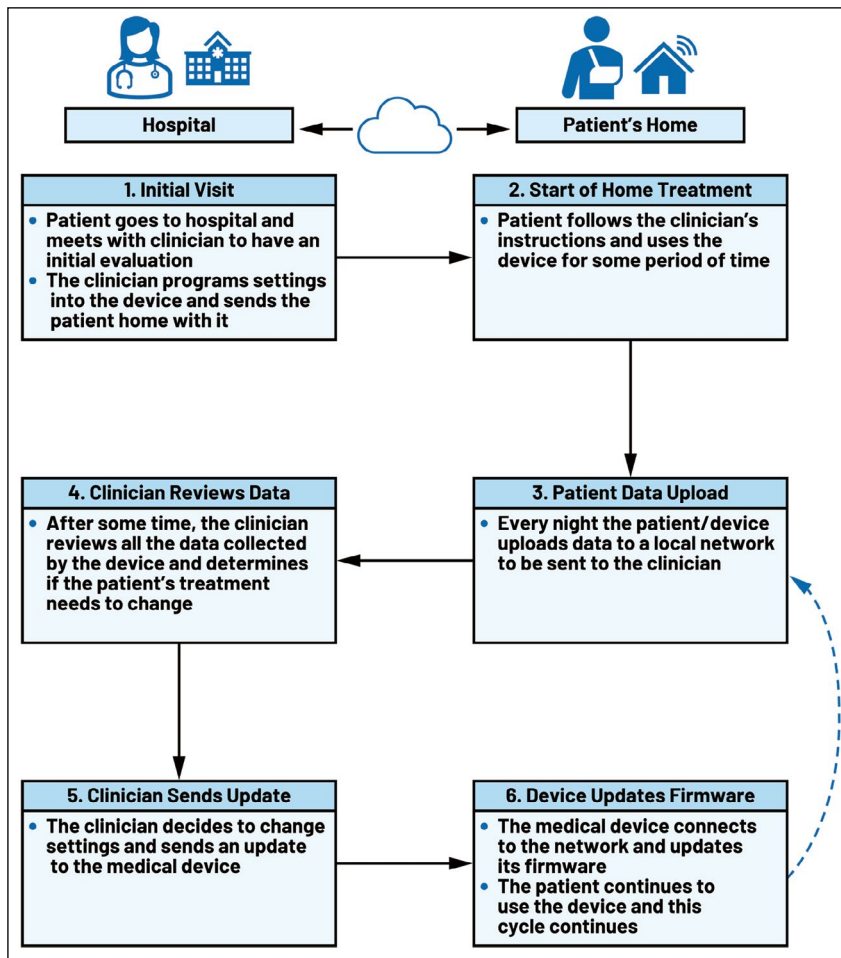 Hospital
Patient's Home
1. Initial Visit
• Patient goes to hospital and
meets with clinician to have an
initial evaluation
• The clinician programs settings
into the device and sends the
patient home with it
2. Start of Home Treatment
• Patient follows the clinician's
instructions and uses the
device for some period of time
4. Clinician Reviews Data
• After some time, the clinician
reviews all the data collected
by the device and determines
if the patient's treatment
needs to change
3. Patient Data Upload
• Every night the patient/device
uploads data to a local network
to be sent to the clinician
5. Clinician Sends Update
• The clinician decides to change
settings and sends an update
to the medical device
6. Device Updates Firmware
• The medical device connects
to the network and updates
its firmware
• The patient continues to
use the device and this
cycle continues